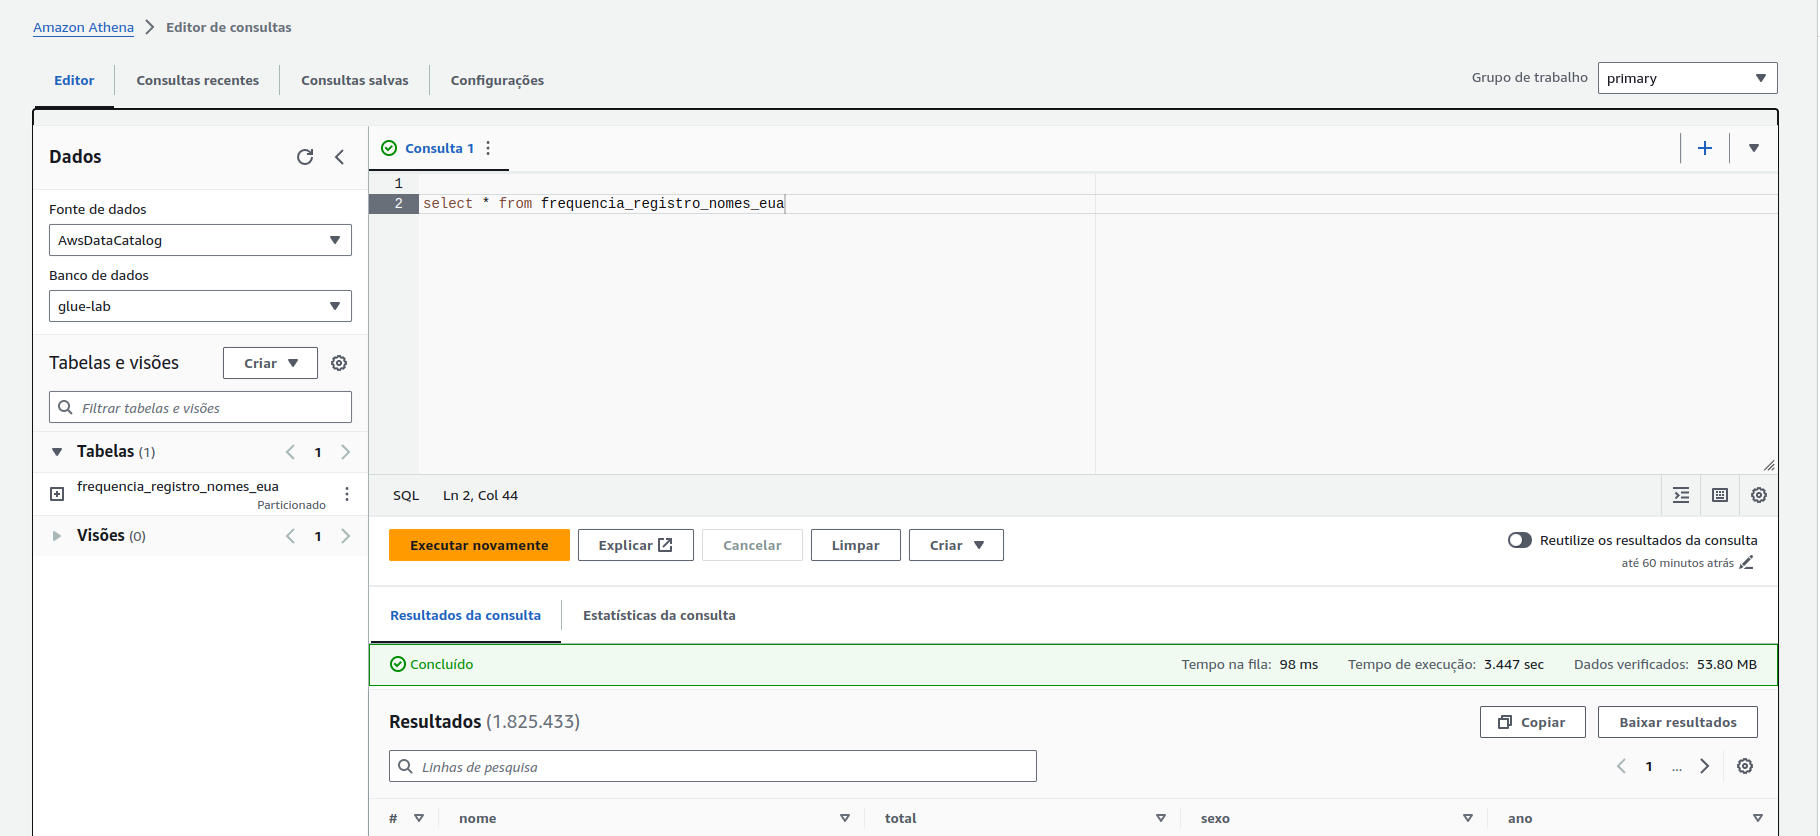 Amazon Athena > Editor de consultas
Editor Consultas recentes Consultas salvas Configurações Grupo de trabalho primary
Dados
Fonte de dados
AwsDataCatalog
Banco de dados
glue-lab
Tabelas e visões Criar
Filtrar tabelas e visões
Tabelas (1) 1
frequencia_registro_nomes_eua
Particionado
Visões (0) 1
Consulta 1
1
2 select * from frequencia_registro_nomes_eua
SQL Ln 2, Col 44
Executar novamente Explicar Cancelar Limpar Criar Reutilize os resultados da consulta
até 60 minutos atrás
Resultados da consulta Estatísticas da consulta
Concluído Tempo na fila: 98 ms Tempo de execução: 3.447 sec Dados verificados: 53.80 MB
Resultados (1.825.433) Copiar Baixar resultados
Linhas de pesquisa 1 ...
# nome total sexo ano